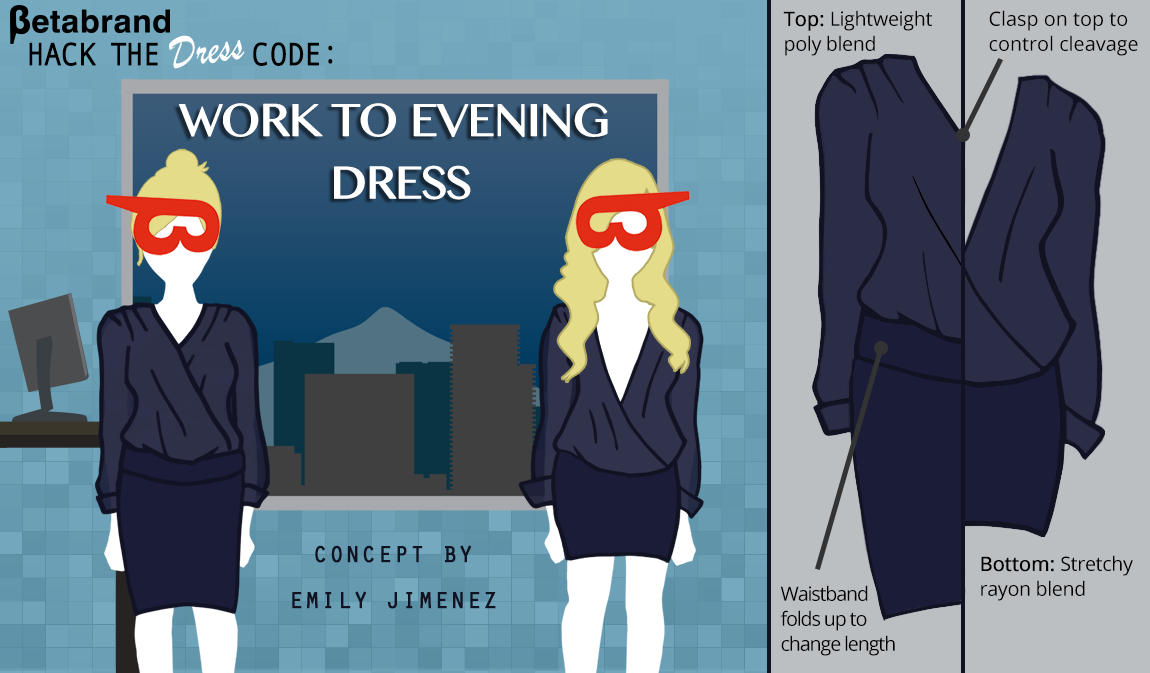 βetabrand
HACK THE Dress CODE:
WORK TO EVENING
DRESS
CONCEPT BY
EMILY JIMENEZ
Top: Lightweight
poly blend
Clasp on top to
control cleavage
Waistband
folds up to
change length
Bottom: Stretchy
rayon blend